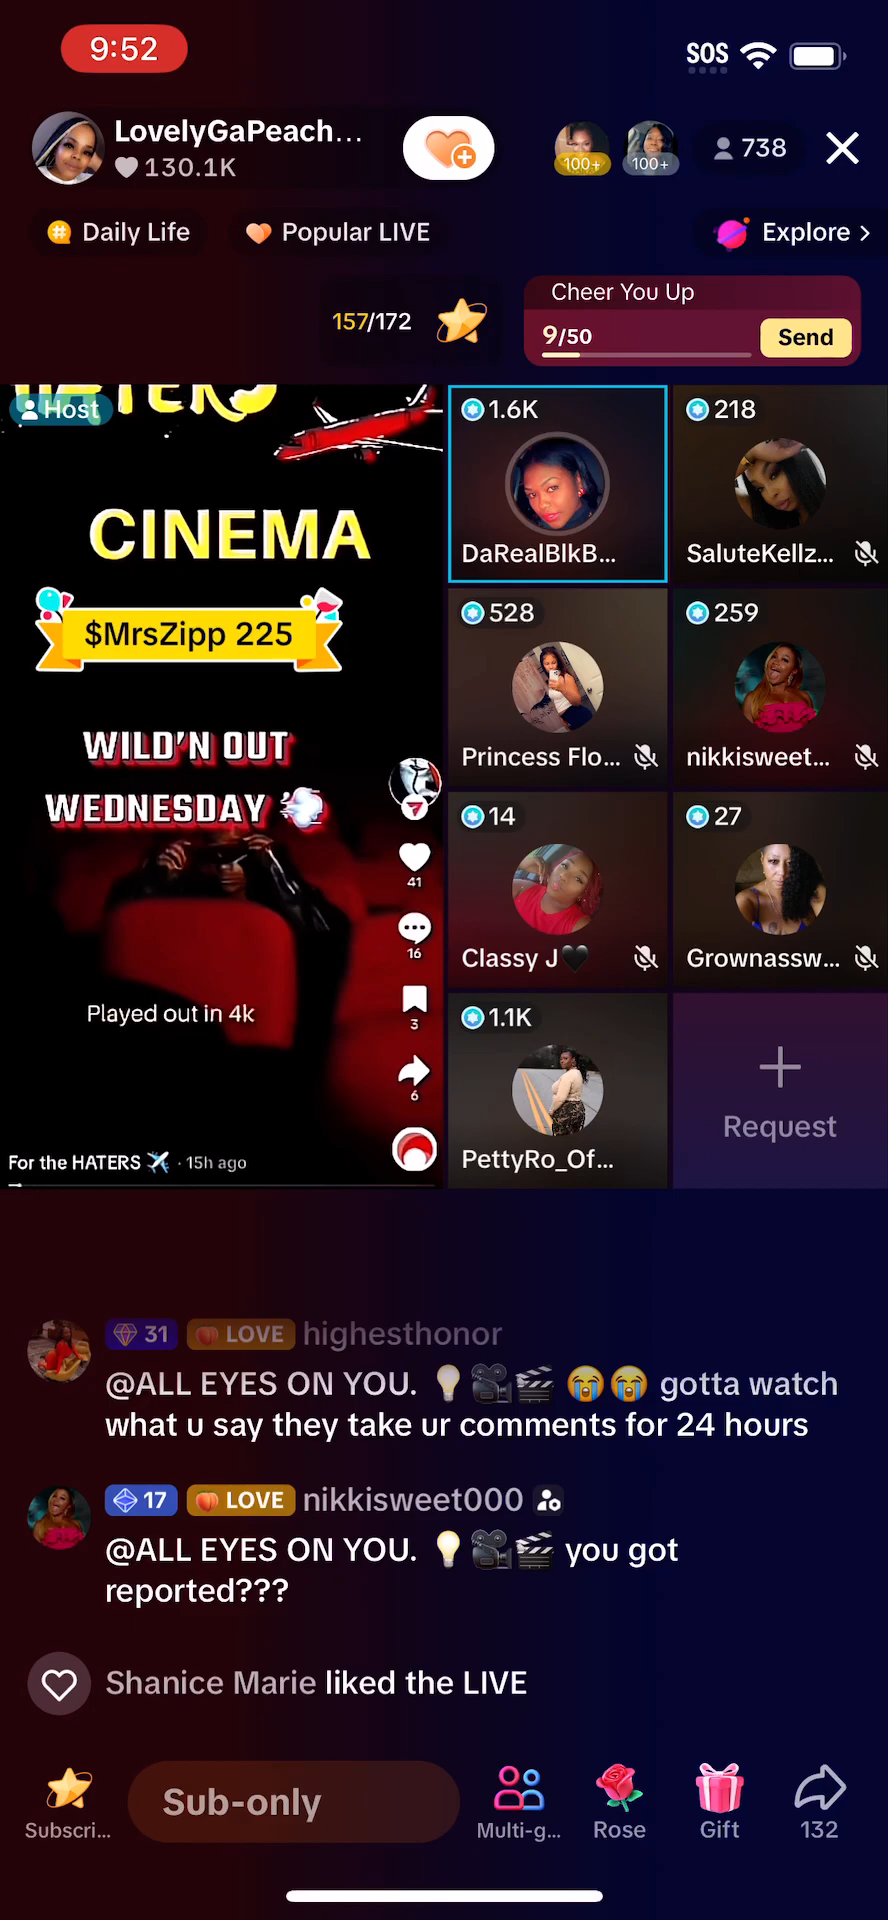 9:52
SOS
LovelyGaPeach...
130.1K
100+
100+
738
Daily Life
Popular LIVE
Explore >
157/172
Cheer You Up
9/50
Send
HATERS
Host
CINEMA
$MrsZipp 225
WILD'N OUT
WEDNESDAY
41
16
3
6
Played out in 4k
For the HATERS ✈️ · 15h ago
1.6K
DaRealBlkB...
218
SaluteKellz...
528
Princess Flo...
259
nikkisweet...
14
Classy J🖤
27
Grownassw...
1.1K
PettyRo_Of...
Request
31 LOVE highesthonor
@ALL EYES ON YOU. 💡🎥🎬 😭😭 gotta watch
what u say they take ur comments for 24 hours
17 LOVE nikkisweet000
@ALL EYES ON YOU. 💡🎥🎬 you got
reported???
Shanice Marie liked the LIVE
Subscri...
Sub-only
Multi-g...
Rose
Gift
132